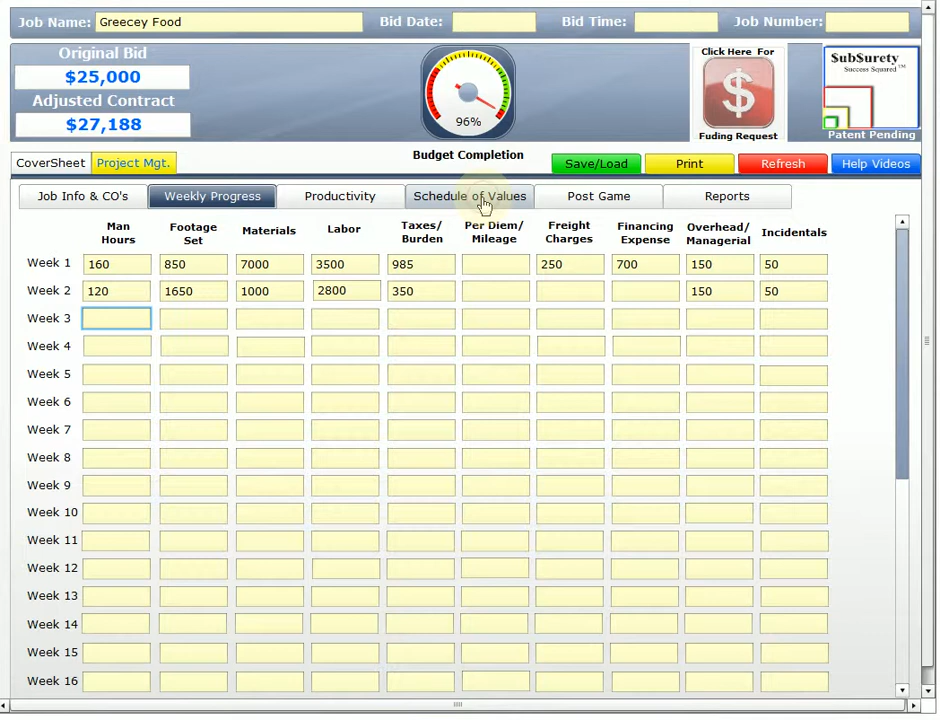 Job Name: Greecey Food Bid Date: Bid Time: Job Number:
Original Bid
$25,000
Adjusted Contract
$27,188
96%
Budget Completion
Click Here For
$
Fuding Request
Sub$urety
Success Squared™
Patent Pending
CoverSheet Project Mgt. Save/Load Print Refresh Help Videos
Job Info & CO's Weekly Progress Productivity Schedule of Values Post Game Reports
Man Hours Footage Set Materials Labor Taxes/ Burden Per Diem/ Mileage Freight Charges Financing Expense Overhead/ Managerial Incidentals
Week 1 160 850 7000 3500 985 250 700 150 50
Week 2 120 1650 1000 2800 350 150 50
Week 3
Week 4
Week 5
Week 6
Week 7
Week 8
Week 9
Week 10
Week 11
Week 12
Week 13
Week 14
Week 15
Week 16